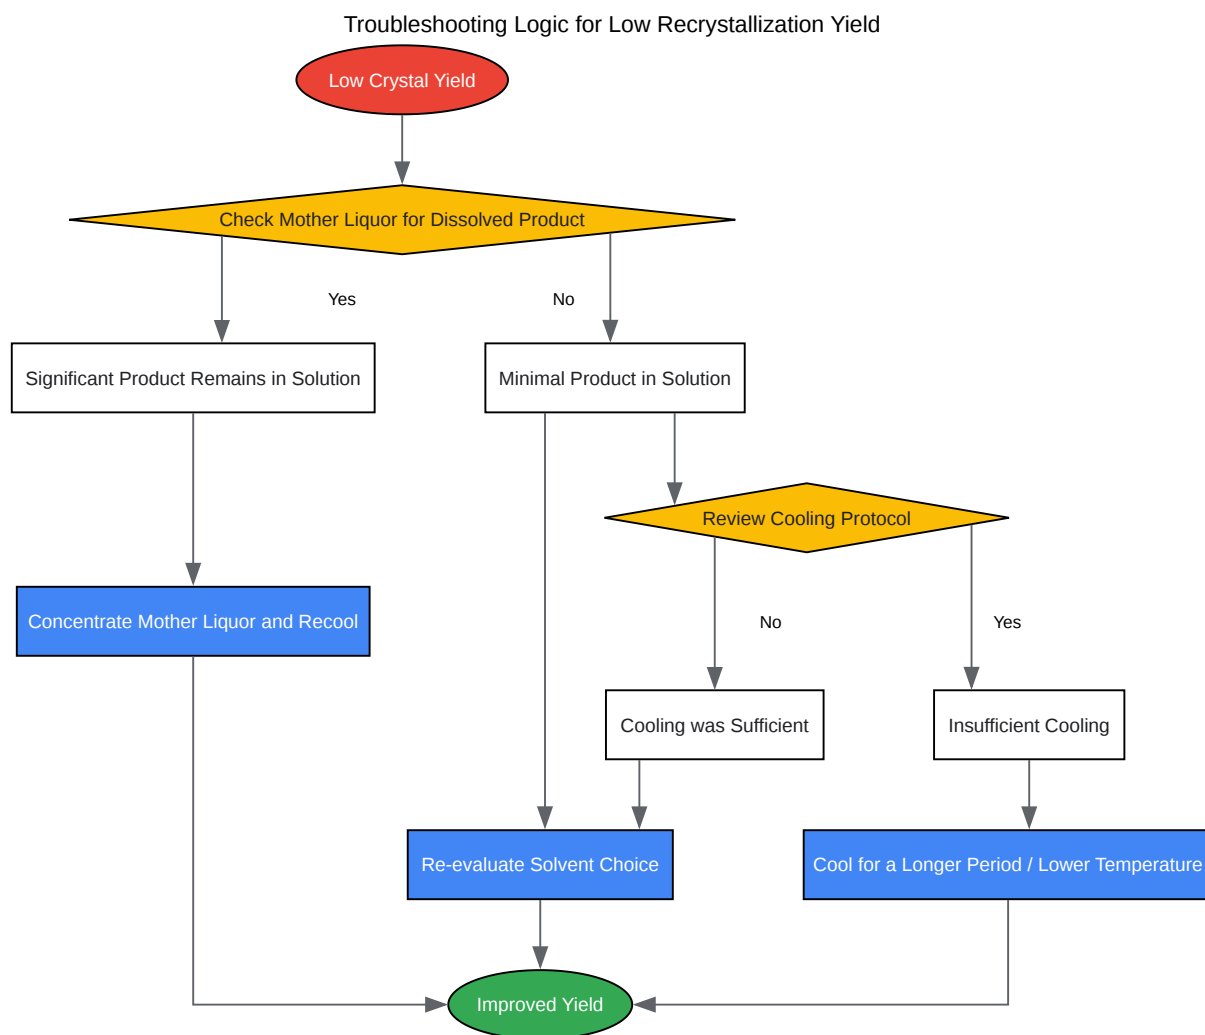 Troubleshooting Logic for Low Recrystallization Yield
Low Crystal Yield
Check Mother Liquor for Dissolved Product
Yes
No
Significant Product Remains in Solution
Minimal Product in Solution
Review Cooling Protocol
Concentrate Mother Liquor and Recool
No
Yes
Cooling was Sufficient
Insufficient Cooling
Re-evaluate Solvent Choice
Cool for a Longer Period / Lower Temperature
Improved Yield